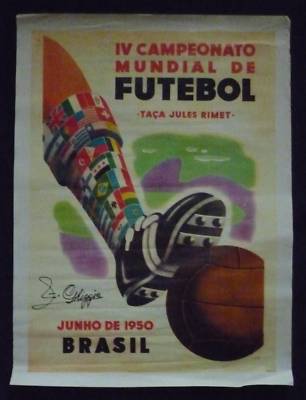 IV CAMPEONATO
MUNDIAL DE
FUTEBOL
·TAÇA JULES RIMET·
JUNHO DE 1950
BRASIL